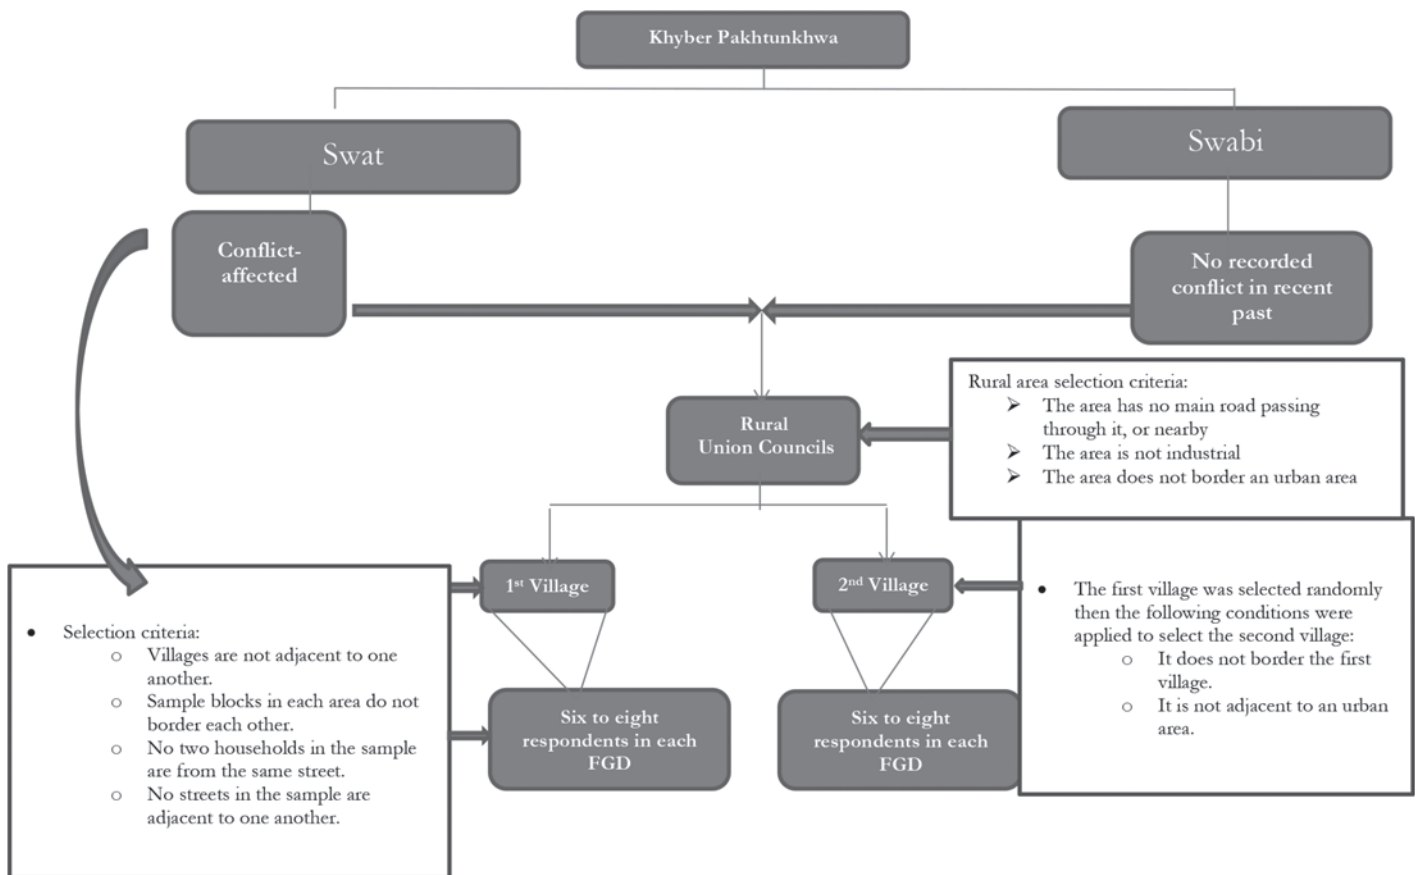 Khyber Pakhtunkhwa
Swat
Swabi
Conflict-
affected
No recorded
conflict in recent
past
Rural area selection criteria:
➢ The area has no main road passing
through it, or nearby
➢ The area is not industrial
➢ The area does not border an urban area
Rural
Union Councils
1st Village
2nd Village
• The first village was selected randomly
then the following conditions were
applied to select the second village:
o It does not border the first
village.
o It is not adjacent to an urban
area.
• Selection criteria:
o Villages are not adjacent to one
another.
o Sample blocks in each area do not
border each other.
o No two households in the sample
are from the same street.
o No streets in the sample are
adjacent to one another.
Six to eight
respondents in each
FGD
Six to eight
respondents in each
FGD